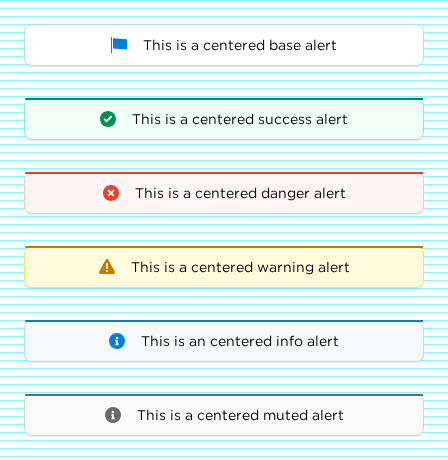 This is a centered base alert
This is a centered success alert
This is a centered danger alert
This is a centered warning alert
This is an centered info alert
This is a centered muted alert